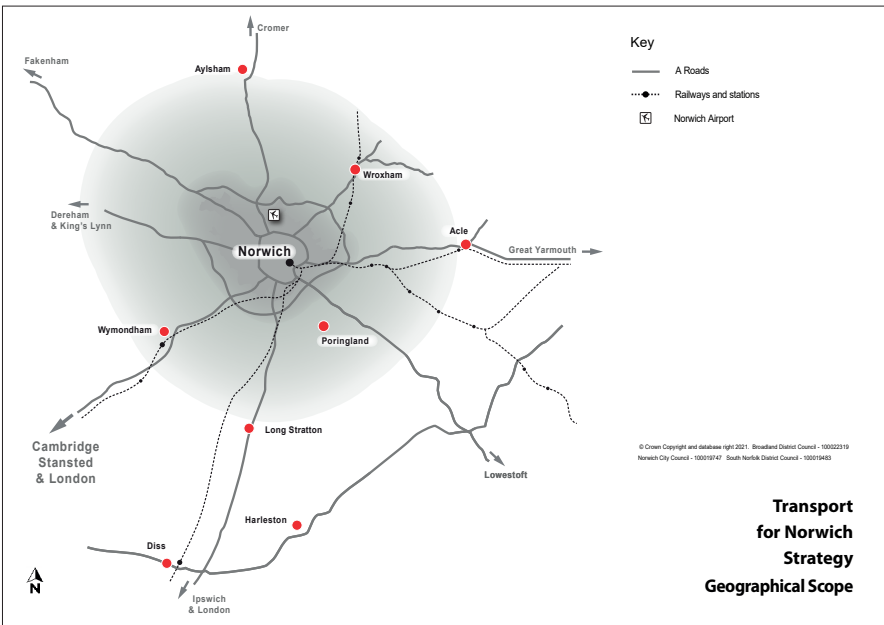 Cromer
Fakenham
Aylsham
Key
A Roads
Railways and stations
Norwich Airport
Wroxham
Dereham
& King's Lynn
Acle
Norwich
Great Yarmouth
Wymondham
Poringland
Long Stratton
Cambridge
Stansted
& London
Lowestoft
Harleston
Diss
Ipswich
& London
N
© Crown Copyright and database right 2021. Broadland District Council - 100022319
Norwich City Council - 100019747 South Norfolk District Council - 100019483
Transport
for Norwich
Strategy
Geographical Scope